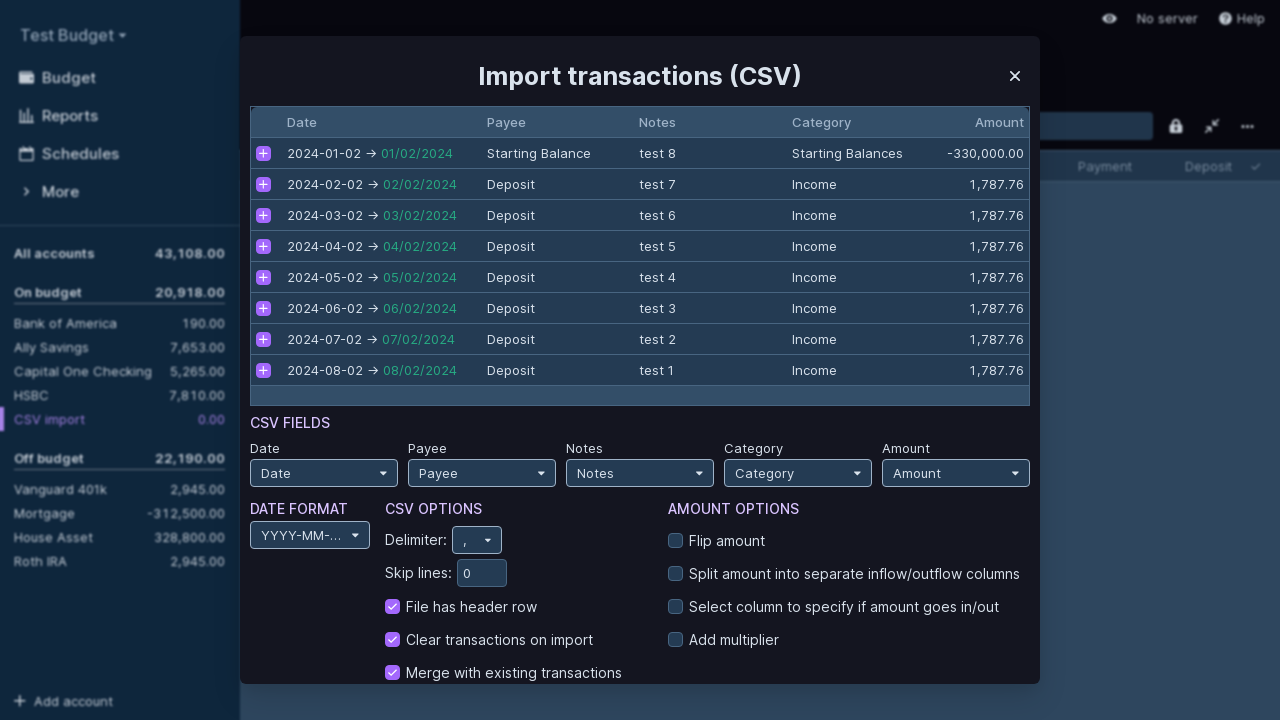 Test Budget
Budget
Reports
Schedules
More
All accounts 43,108.00
On budget 20,918.00
Bank of America 190.00
Ally Savings 7,653.00
Capital One Checking 5,265.00
HSBC 7,810.00
CSV import 0.00
Off budget 22,190.00
Vanguard 401k 2,945.00
Mortgage -312,500.00
House Asset 328,800.00
Roth IRA 2,945.00
Add account
No server Help
Payment Deposit
Import transactions (CSV)
Date Payee Notes Category Amount
2024-01-02 → 01/02/2024 Starting Balance test 8 Starting Balances -330,000.00
2024-02-02 → 02/02/2024 Deposit test 7 Income 1,787.76
2024-03-02 → 03/02/2024 Deposit test 6 Income 1,787.76
2024-04-02 → 04/02/2024 Deposit test 5 Income 1,787.76
2024-05-02 → 05/02/2024 Deposit test 4 Income 1,787.76
2024-06-02 → 06/02/2024 Deposit test 3 Income 1,787.76
2024-07-02 → 07/02/2024 Deposit test 2 Income 1,787.76
2024-08-02 → 08/02/2024 Deposit test 1 Income 1,787.76
CSV FIELDS
Date Payee Notes Category Amount
Date Payee Notes Category Amount
DATE FORMAT
YYYY-MM-...
CSV OPTIONS
Delimiter: ,
Skip lines: 0
File has header row
Clear transactions on import
Merge with existing transactions
AMOUNT OPTIONS
Flip amount
Split amount into separate inflow/outflow columns
Select column to specify if amount goes in/out
Add multiplier